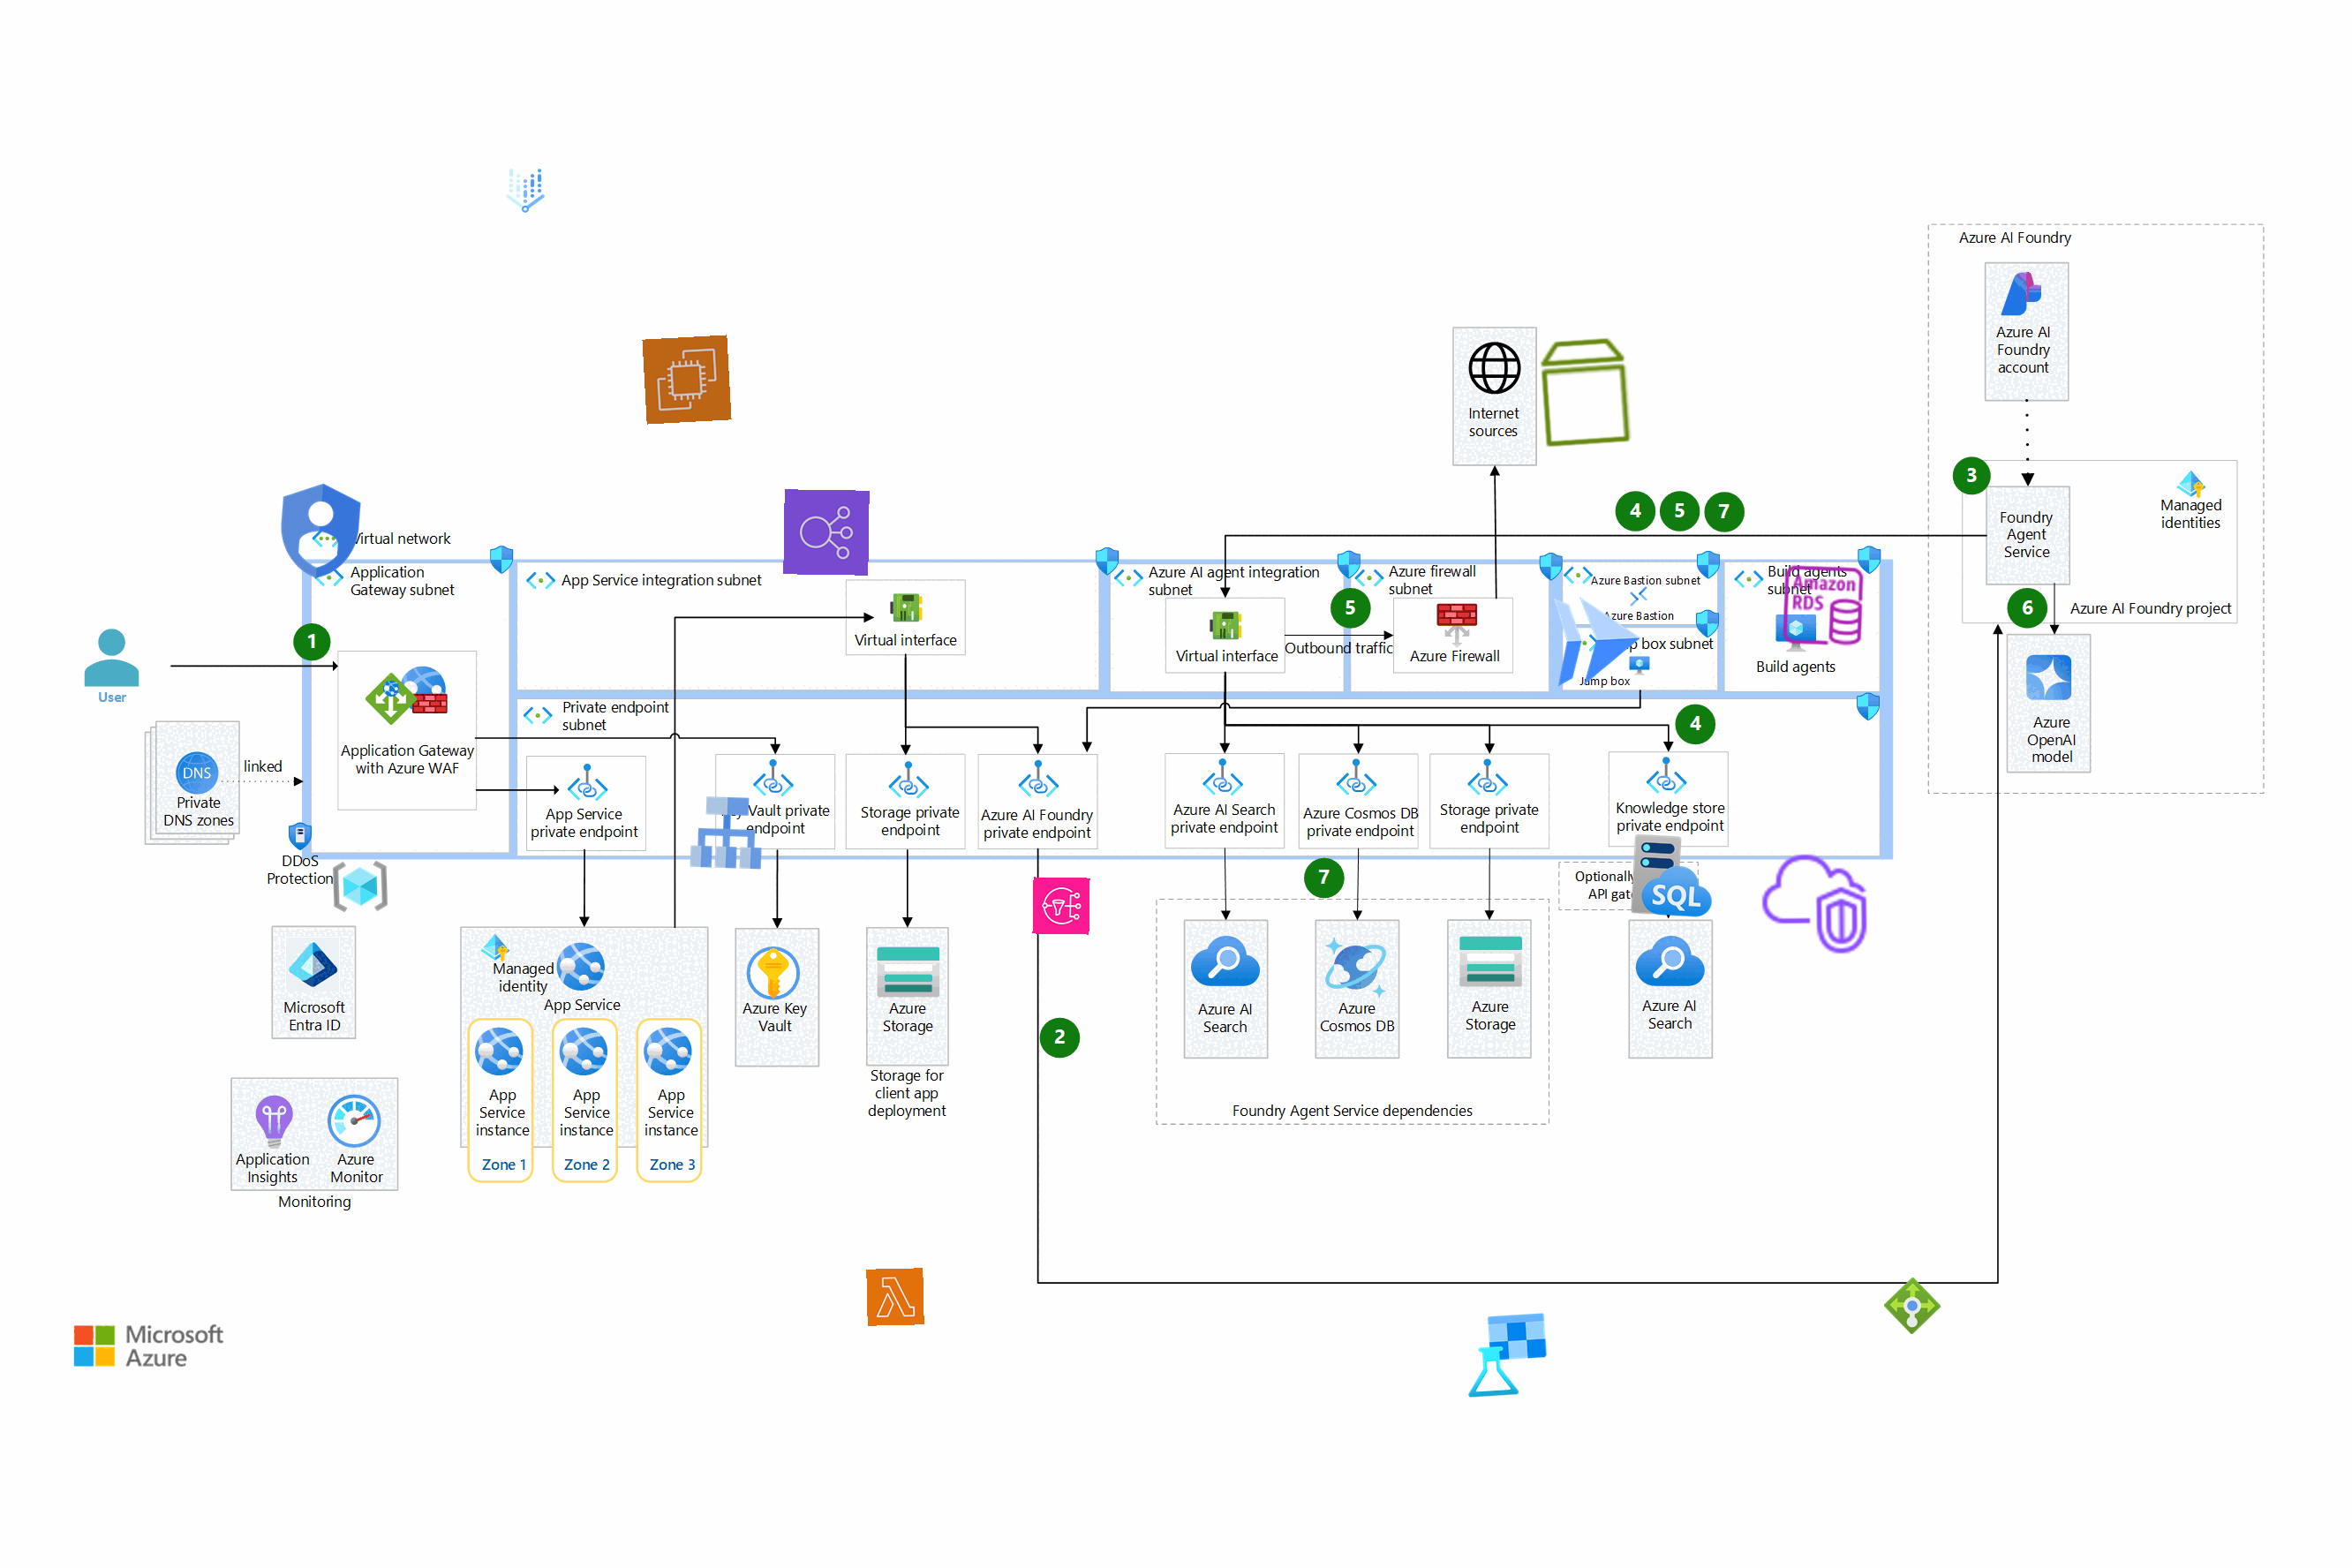 Azure AI Foundry
Azure AI
Foundry
account
Internet
sources
3
Managed
identities
4
5
7
Foundry
Agent
Service
Virtual network
Application
Gateway subnet
App Service integration subnet
Azure AI agent integration
subnet
Azure firewall
subnet
Azure Bastion subnet
Azure Bastion
Build agents
subnet
Amazon
RDS
5
6
Azure AI Foundry project
1
Virtual interface
Virtual interface
Outbound traffic
Azure Firewall
box subnet
Jump box
Build agents
User
Private endpoint
subnet
4
Azure
OpenAI
model
Application Gateway
with Azure WAF
linked
DNS
Private
DNS zones
App Service
private endpoint
Vault private
endpoint
Storage private
endpoint
Azure AI Foundry
private endpoint
Azure AI Search
private endpoint
Azure Cosmos DB
private endpoint
Storage private
endpoint
Knowledge store
private endpoint
DDoS
Protection
7
Optionally
API
SQL
Microsoft
Entra ID
Managed
identity
App Service
Azure Key
Vault
Azure
Storage
Azure AI
Search
Azure
Cosmos DB
Azure
Storage
Azure AI
Search
2
Storage for
client app
deployment
App
Service
instance
App
Service
instance
App
Service
instance
Zone 1
Zone 2
Zone 3
Foundry Agent Service dependencies
Application
Insights
Azure
Monitor
Monitoring
Microsoft
Azure